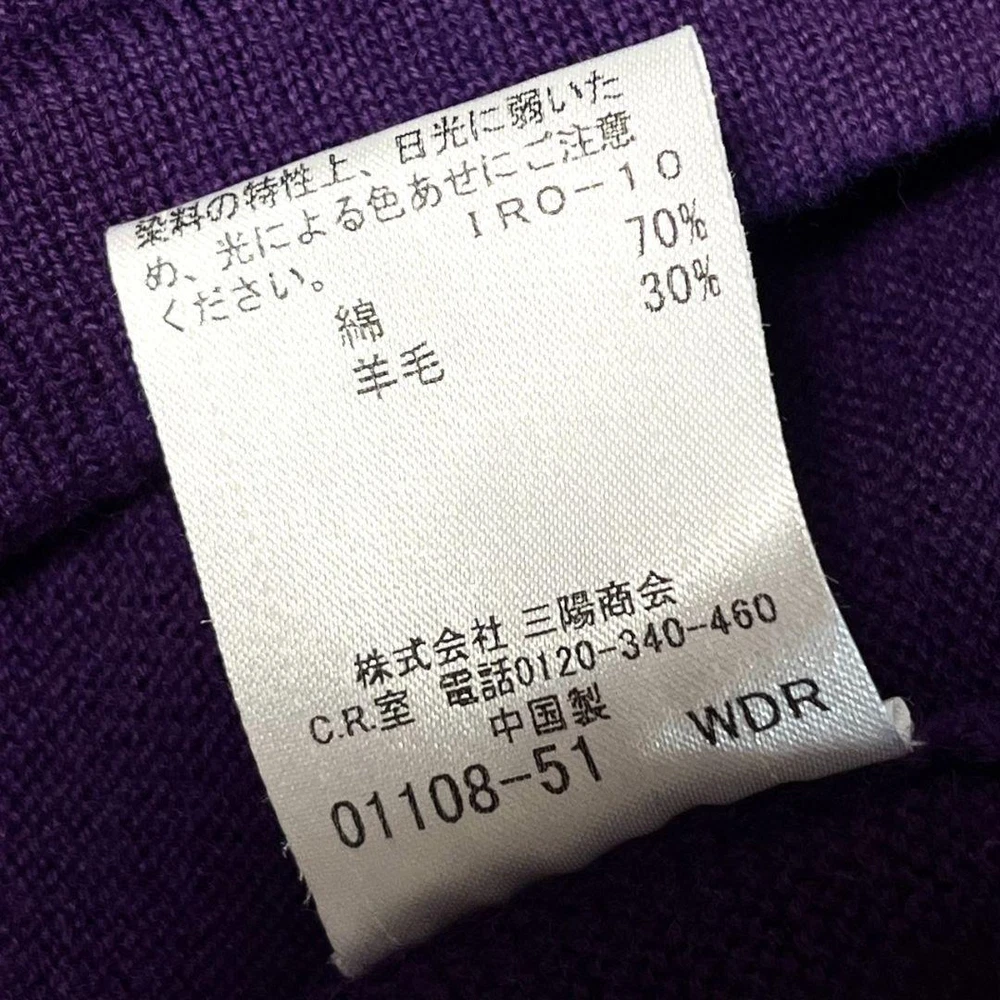 染料の特性上、日光に弱いた
め、光による色あせにご注意
ください。 IRO-10
綿 70%
羊毛 30%
株式会社 三陽商会
C.R.室 電話0120-340-460
中国製
01108-51 WDR